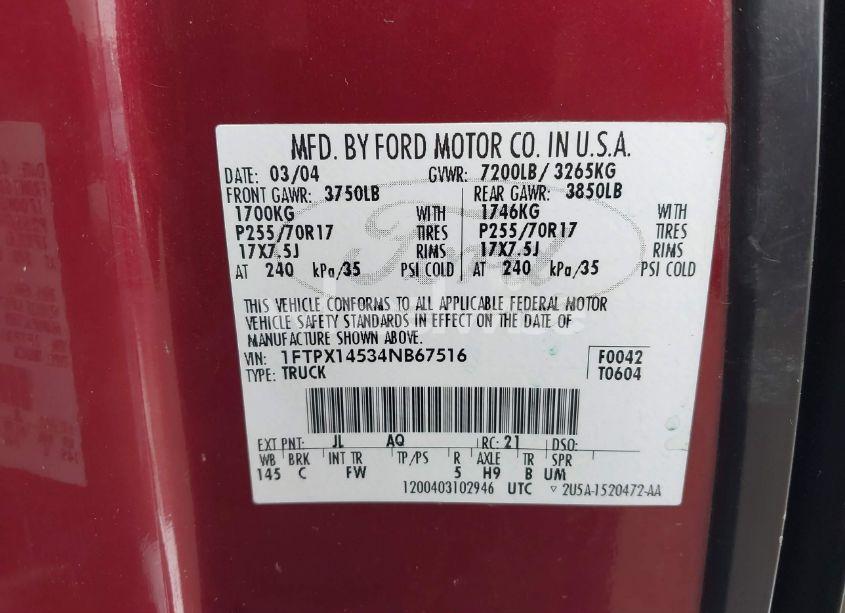 MFD. BY FORD MOTOR CO. IN U.S.A.
DATE: 03/04 GVWR: 7200LB/ 3265KG
FRONT GAWR: 3750LB REAR GAWR: 3850LB
1700KG WITH 1746KG WITH
P255/70R17 TIRES P255/70R17 TIRES
17X7.5J RIMS 17X7.5J RIMS
AT 240 kPa/35 PSI COLD AT 240 kPa/35 PSI COLD
THIS VEHICLE CONFORMS TO ALL APPLICABLE FEDERAL MOTOR
VEHICLE SAFETY STANDARDS IN EFFECT ON THE DATE OF
MANUFACTURE SHOWN ABOVE.
VIN: 1FTPX14534NB67516 F0042
TYPE: TRUCK T0604
EXT PNT: JL AQ RC: 21 DSO:
WB BRK INT TR TP/PS R AXLE TR SPR
145 C FW 5 H9 B UM
1200403102946 UTC ▽ 2U5A-1520472-AA